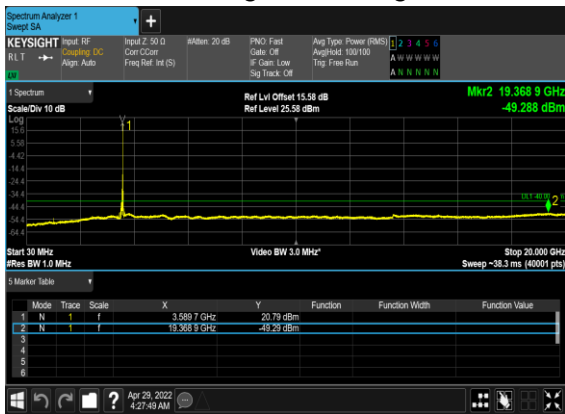 Spectrum Analyzer 1
Swept SA
+
KEYSIGHT Input: RF Input Z: 50 Ω #Atten: 20 dB PNO: Fast Avg Type: Power (RMS) 1 2 3 4 5 6
RLT Coupling: DC Corr CCorr Gate: Off Avg|Hold: 100/100 A W W W W W
Align: Auto Freq Ref: Int (S) IF Gain: Low Trig: Free Run
Sig Track: Off A N N N N N
1 Spectrum Ref Lvl Offset 15.58 dB Mkr2 19.368 9 GHz
Scale/Div 10 dB Ref Level 25.58 dBm -49.288 dBm
Log
15.6
5.58
-4.42
-14.4
-24.4
-34.4
-44.4
-54.4
-64.4
1
2
Start 30 MHz Video BW 3.0 MHz* Stop 20.000 GHz
#Res BW 1.0 MHz Sweep ~38.3 ms (40001 pts)
5 Marker Table
Mode Trace Scale X Y Function Function Width Function Value
1 N 1 f 3.589 7 GHz 20.79 dBm
2 N 1 f 19.368 9 GHz -49.29 dBm
3
4
5
6
? Apr 29, 2022
4:27:49 AM